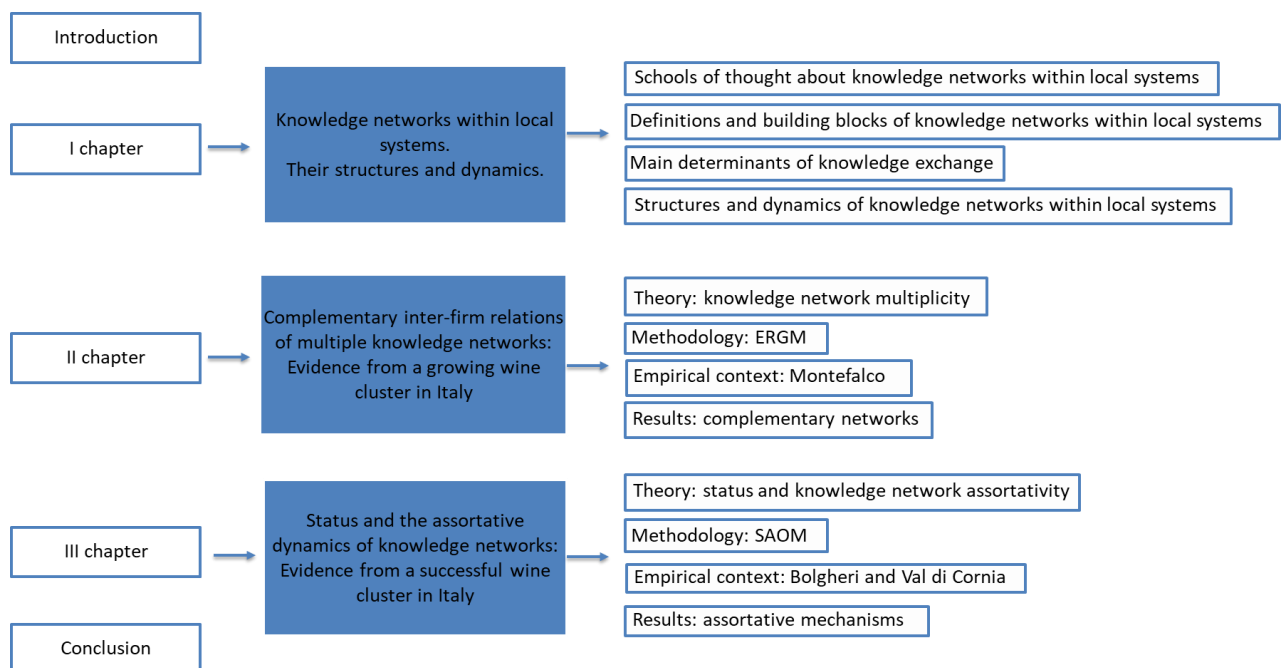 Introduction
I chapter
Knowledge networks within local
systems.
Their structures and dynamics.
Schools of thought about knowledge networks within local systems
Definitions and building blocks of knowledge networks within local systems
Main determinants of knowledge exchange
Structures and dynamics of knowledge networks within local systems
II chapter
Complementary inter-firm relations
of multiple knowledge networks:
Evidence from a growing wine
cluster in Italy
Theory: knowledge network multiplicity
Methodology: ERGM
Empirical context: Montefalco
Results: complementary networks
III chapter
Status and the assortative
dynamics of knowledge networks:
Evidence from a successful wine
cluster in Italy
Theory: status and knowledge network assortativity
Methodology: SAOM
Empirical context: Bolgheri and Val di Cornia
Results: assortative mechanisms
Conclusion